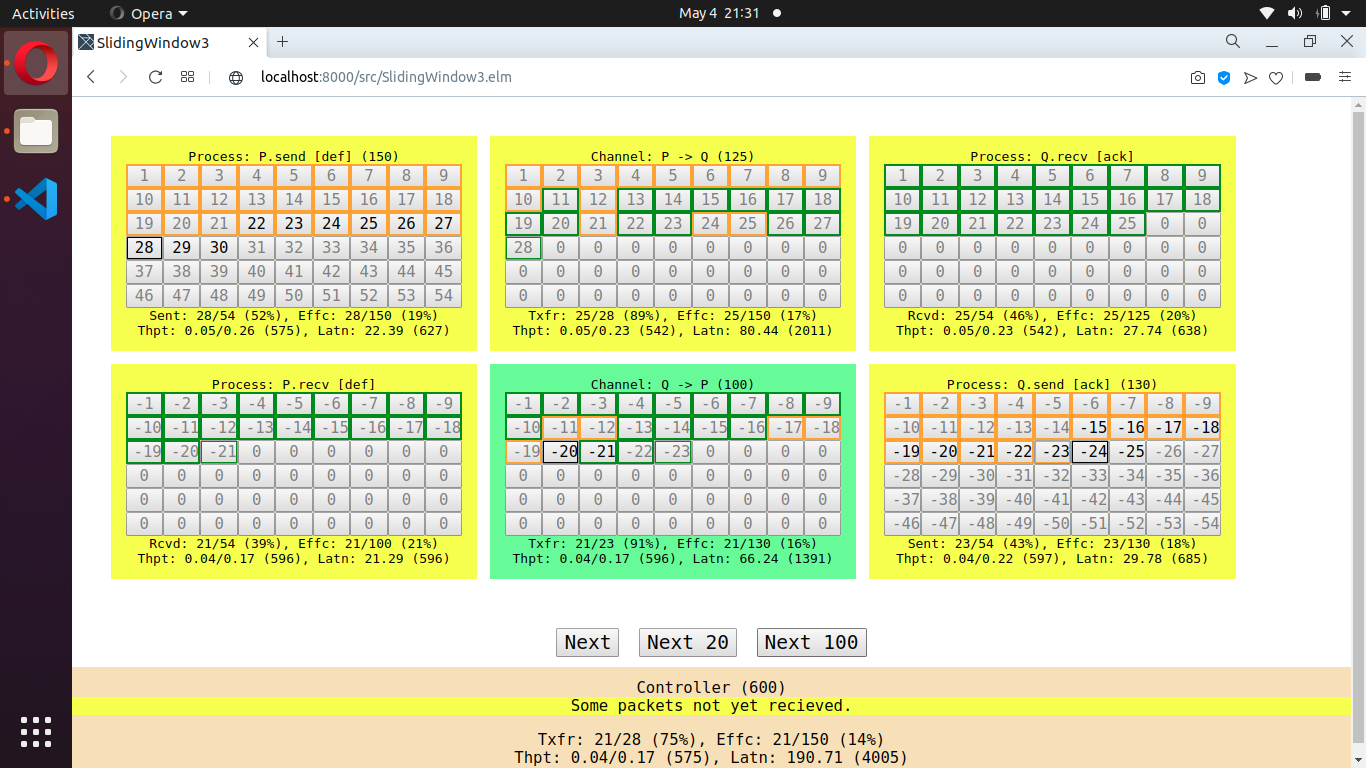 Activities Opera May 4 21:31
SlidingWindow3
localhost:8000/src/SlidingWindow3.elm
Process: P.send [def] (150)
1 2 3 4 5 6 7 8 9
10 11 12 13 14 15 16 17 18
19 20 21 22 23 24 25 26 27
28 29 30 31 32 33 34 35 36
37 38 39 40 41 42 43 44 45
46 47 48 49 50 51 52 53 54
Sent: 28/54 (52%), Effc: 28/150 (19%)
Thpt: 0.05/0.26 (575), Latn: 22.39 (627)
Channel: P -> Q (125)
1 2 3 4 5 6 7 8 9
10 11 12 13 14 15 16 17 18
19 20 21 22 23 24 25 26 27
28 0 0 0 0 0 0 0 0
0 0 0 0 0 0 0 0 0
0 0 0 0 0 0 0 0 0
Txfr: 25/28 (89%), Effc: 25/150 (17%)
Thpt: 0.05/0.23 (542), Latn: 80.44 (2011)
Process: Q.recv [ack]
1 2 3 4 5 6 7 8 9
10 11 12 13 14 15 16 17 18
19 20 21 22 23 24 25 0 0
0 0 0 0 0 0 0 0 0
0 0 0 0 0 0 0 0 0
0 0 0 0 0 0 0 0 0
Rcvd: 25/54 (46%), Effc: 25/125 (20%)
Thpt: 0.05/0.23 (542), Latn: 27.74 (638)
Process: P.recv [def]
-1 -2 -3 -4 -5 -6 -7 -8 -9
-10 -11 -12 -13 -14 -15 -16 -17 -18
-19 -20 -21 0 0 0 0 0 0
0 0 0 0 0 0 0 0 0
0 0 0 0 0 0 0 0 0
0 0 0 0 0 0 0 0 0
Rcvd: 21/54 (39%), Effc: 21/100 (21%)
Thpt: 0.04/0.17 (596), Latn: 21.29 (596)
Channel: Q -> P (100)
-1 -2 -3 -4 -5 -6 -7 -8 -9
-10 -11 -12 -13 -14 -15 -16 -17 -18
-19 -20 -21 -22 -23 0 0 0 0
0 0 0 0 0 0 0 0 0
0 0 0 0 0 0 0 0 0
0 0 0 0 0 0 0 0 0
Txfr: 21/23 (91%), Effc: 21/130 (16%)
Thpt: 0.04/0.17 (596), Latn: 66.24 (1391)
Process: Q.send [ack] (130)
-1 -2 -3 -4 -5 -6 -7 -8 -9
-10 -11 -12 -13 -14 -15 -16 -17 -18
-19 -20 -21 -22 -23 -24 -25 -26 -27
-28 -29 -30 -31 -32 -33 -34 -35 -36
-37 -38 -39 -40 -41 -42 -43 -44 -45
-46 -47 -48 -49 -50 -51 -52 -53 -54
Sent: 23/54 (43%), Effc: 23/130 (18%)
Thpt: 0.04/0.22 (597), Latn: 29.78 (685)
Next Next 20 Next 100
Controller (600)
Some packets not yet recieved.
Txfr: 21/28 (75%), Effc: 21/150 (14%)
Thpt: 0.04/0.17 (575), Latn: 190.71 (4005)